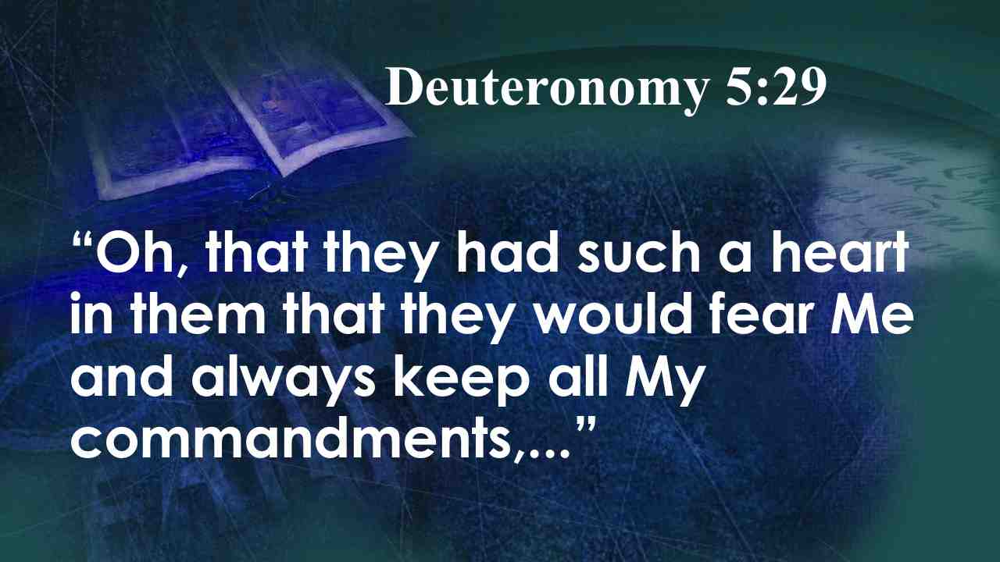 Deuteronomy 5:29
“Oh, that they had such a heart
in them that they would fear Me
and always keep all My
commandments,...”